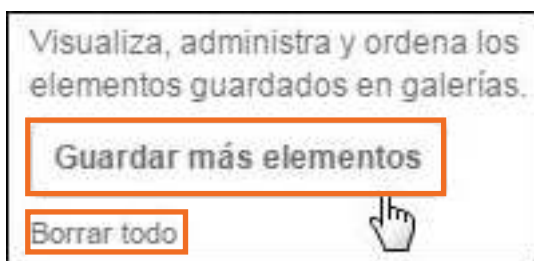 Visualiza, administra y ordena los
elementos guardados en galerías.
Guardar más elementos
Borrar todo